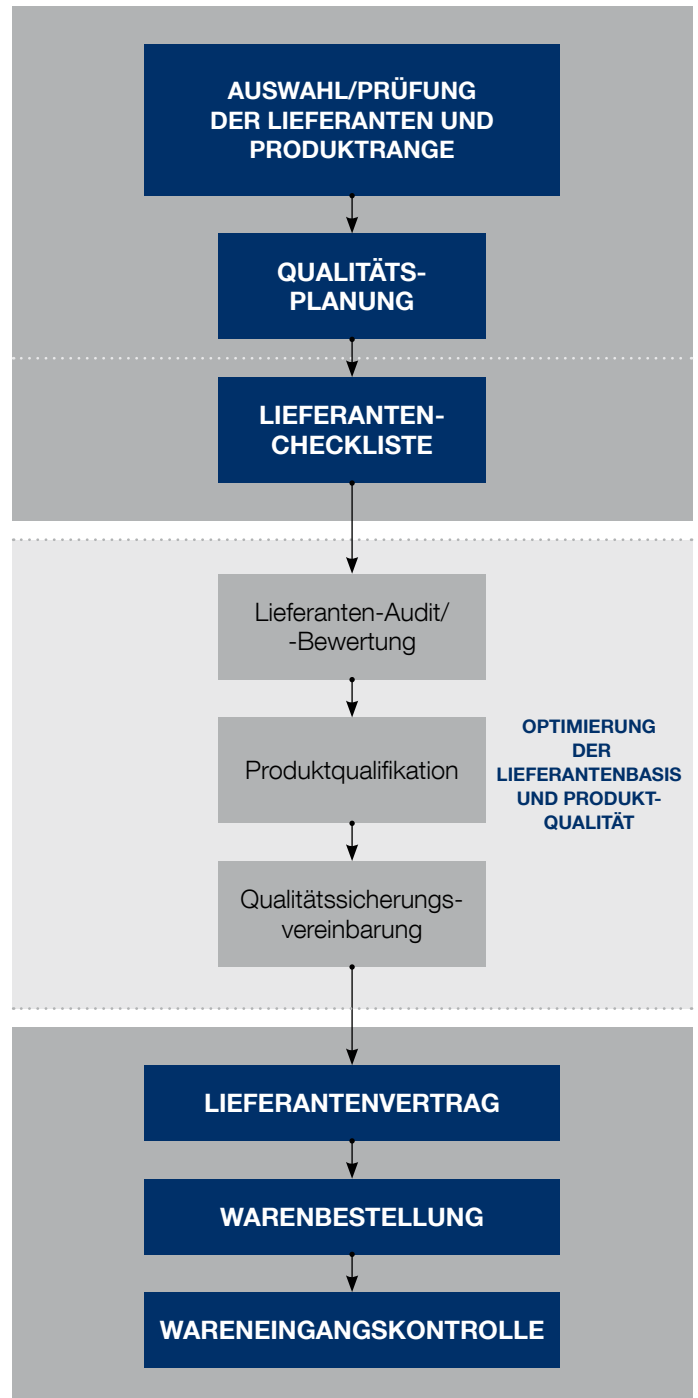 AUSWAHL/PRÜFUNG
DER LIEFERANTEN UND
PRODUKTRANGE
QUALITÄTS-
PLANUNG
LIEFERANTEN-
CHECKLISTE
Lieferanten-Audit/
-Bewertung
Produktqualifikation
OPTIMIERUNG
DER
LIEFERANTENBASIS
UND PRODUKT-
QUALITÄT
Qualitätssicherungs-
vereinbarung
LIEFERANTENVERTRAG
WARENBESTELLUNG
WARENEINGANGSKONTROLLE